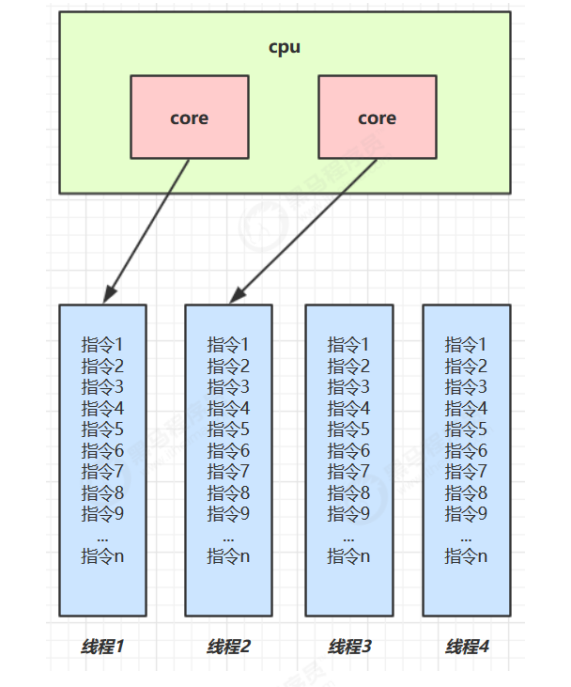 cpu
core
core
指令1
指令2
指令3
指令4
指令5
指令6
指令7
指令8
指令9
...
指令n
线程1
指令1
指令2
指令3
指令4
指令5
指令6
指令7
指令8
指令9
...
指令n
线程2
指令1
指令2
指令3
指令4
指令5
指令6
指令7
指令8
指令9
...
指令n
线程3
指令1
指令2
指令3
指令4
指令5
指令6
指令7
指令8
指令9
...
指令n
线程4
黑马程序员